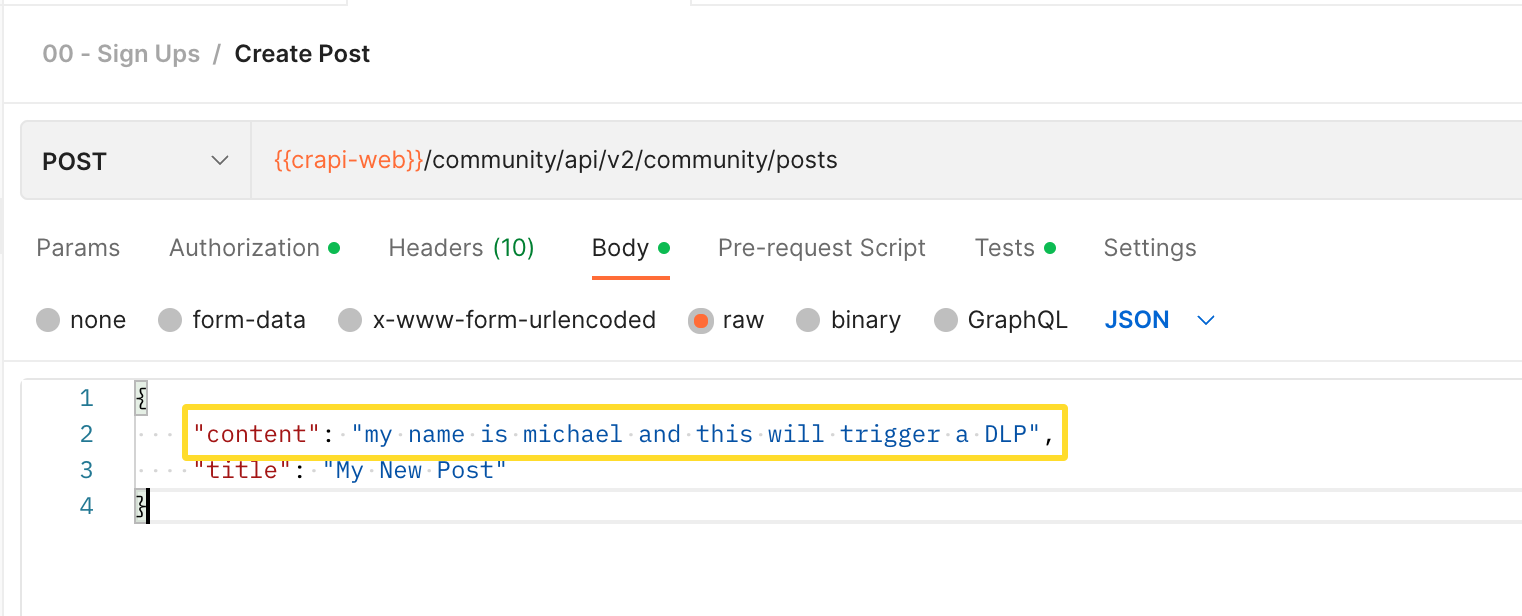 00 - Sign Ups / Create Post
POST {{crapi-web}}/community/api/v2/community/posts
Params Authorization Headers (10) Body Pre-request Script Tests Settings
none form-data x-www-form-urlencoded raw binary GraphQL JSON
1 {
2 "content": "my name is michael and this will trigger a DLP",
3 "title": "My New Post"
4 }